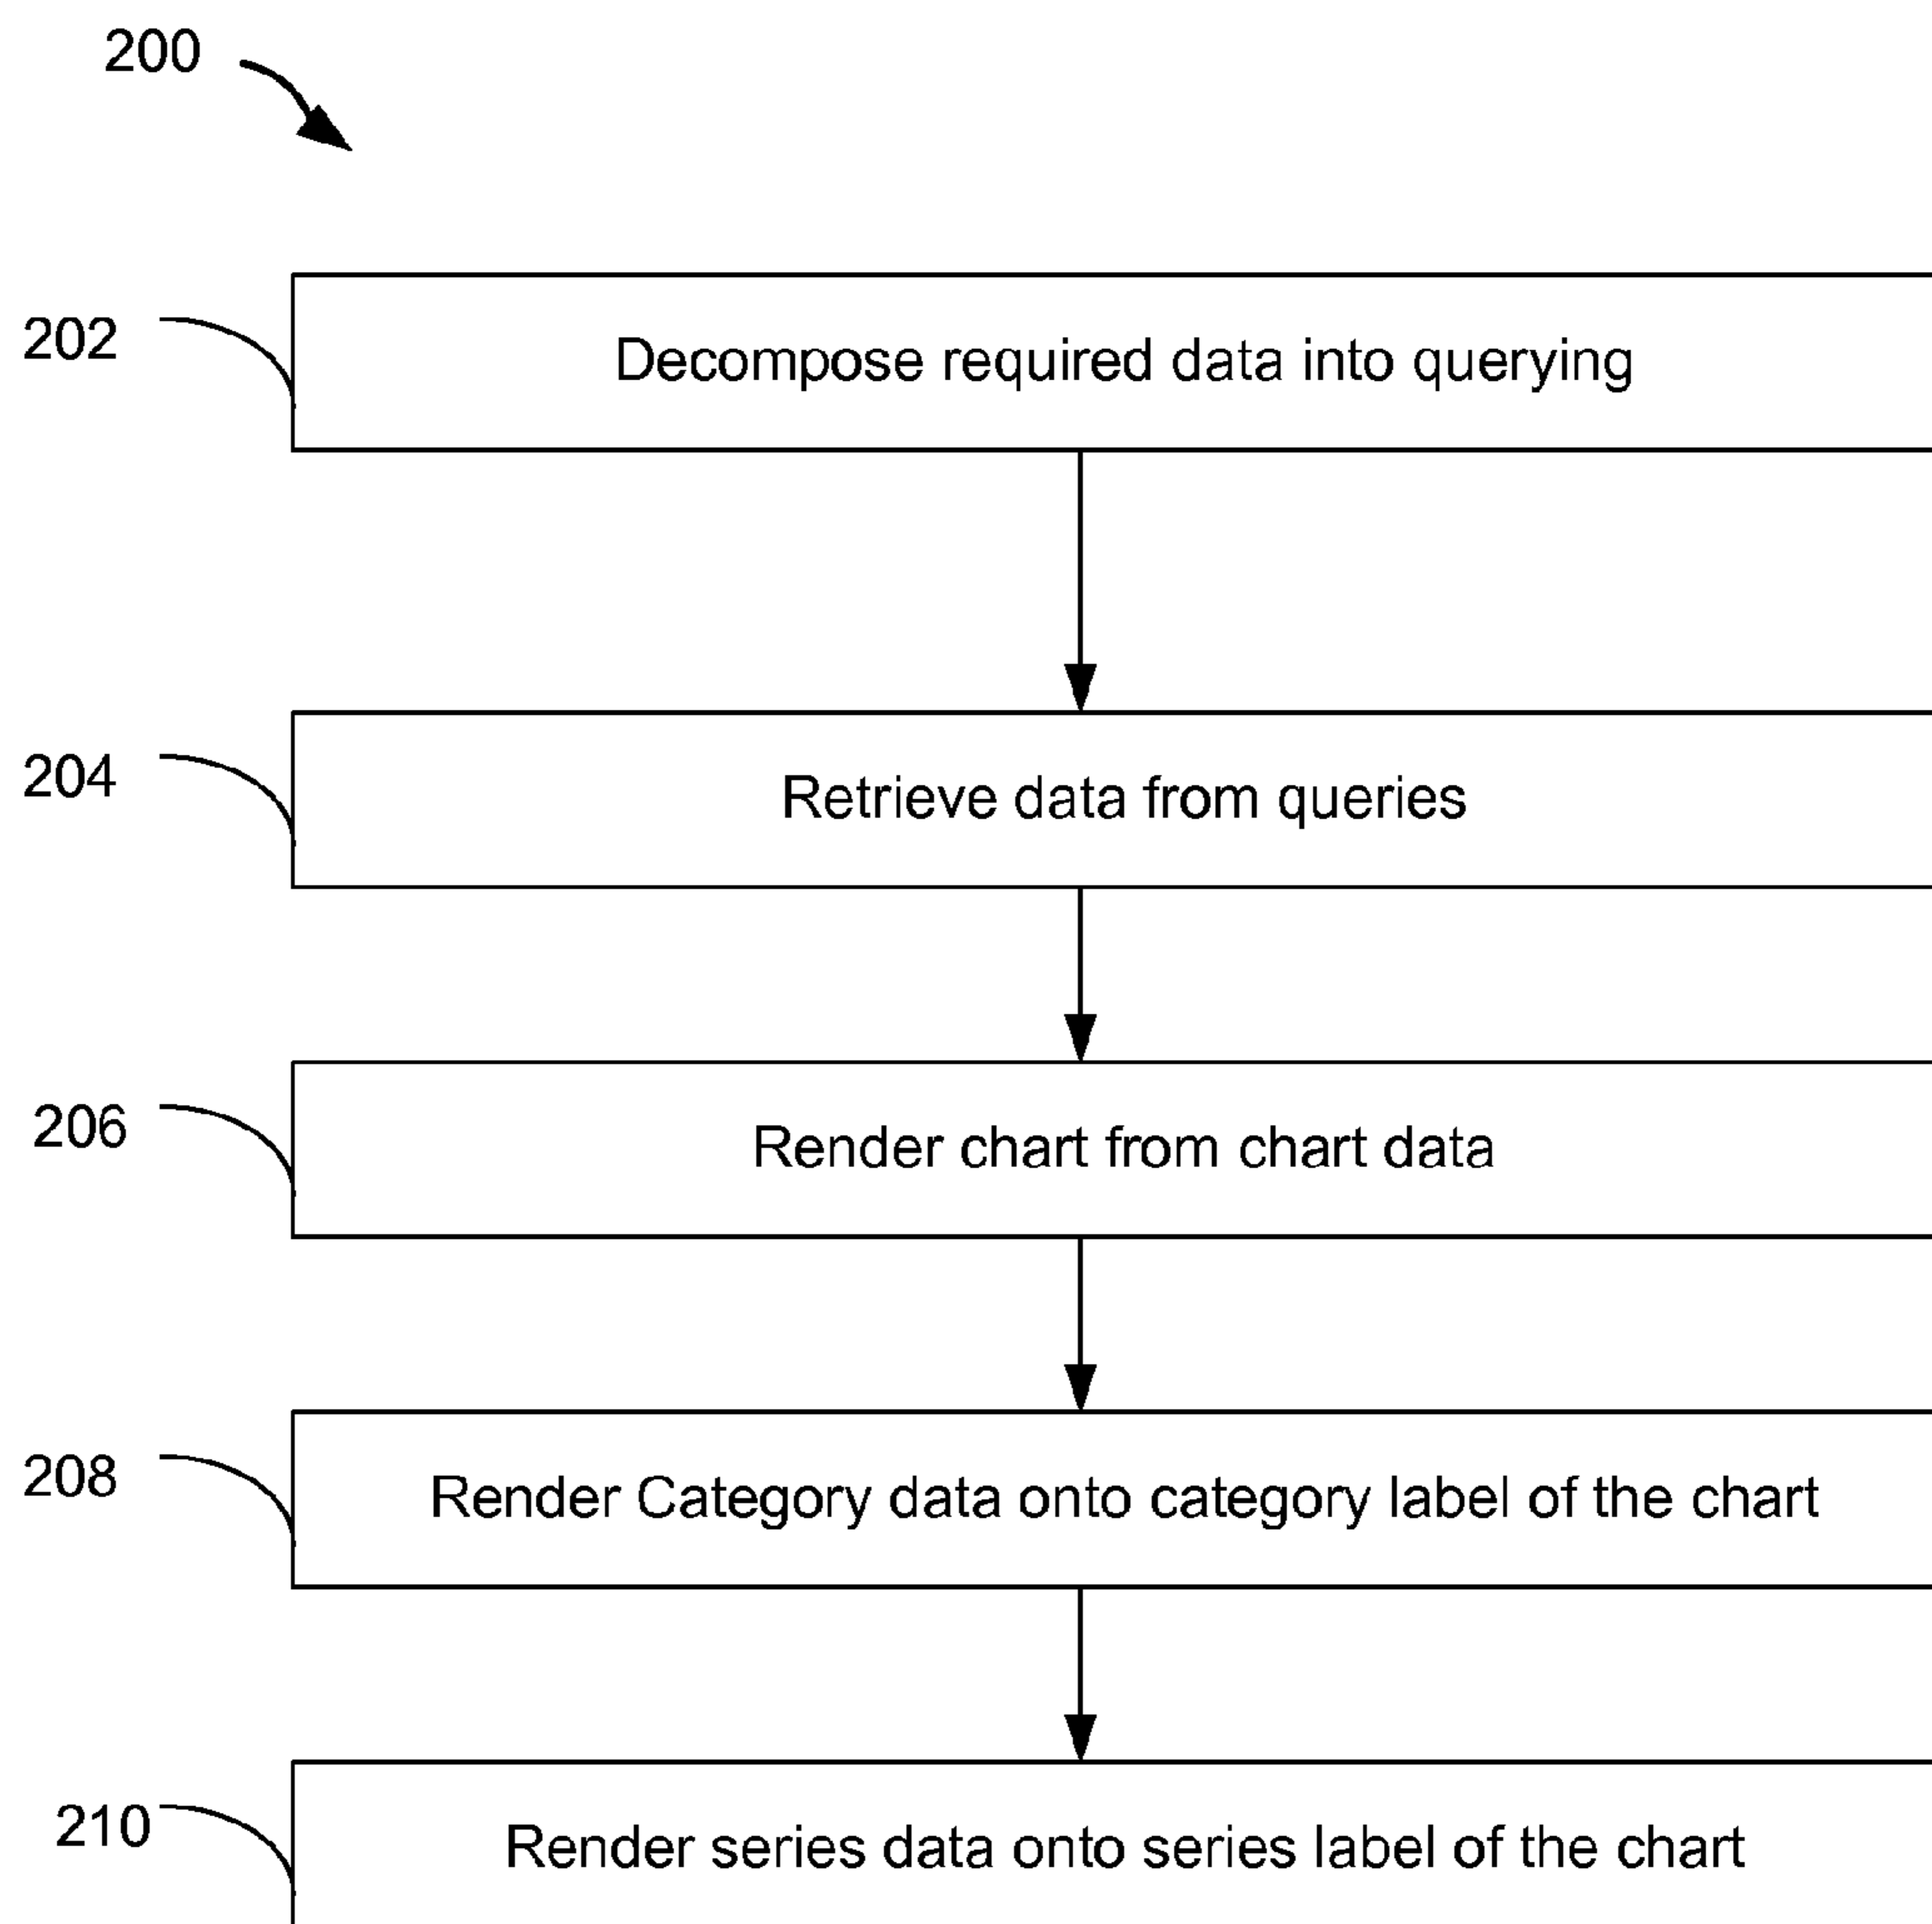 200
202
Decompose required data into querying
204
Retrieve data from queries
206
Render chart from chart data
208
Render Category data onto category label of the chart
210
Render series data onto series label of the chart